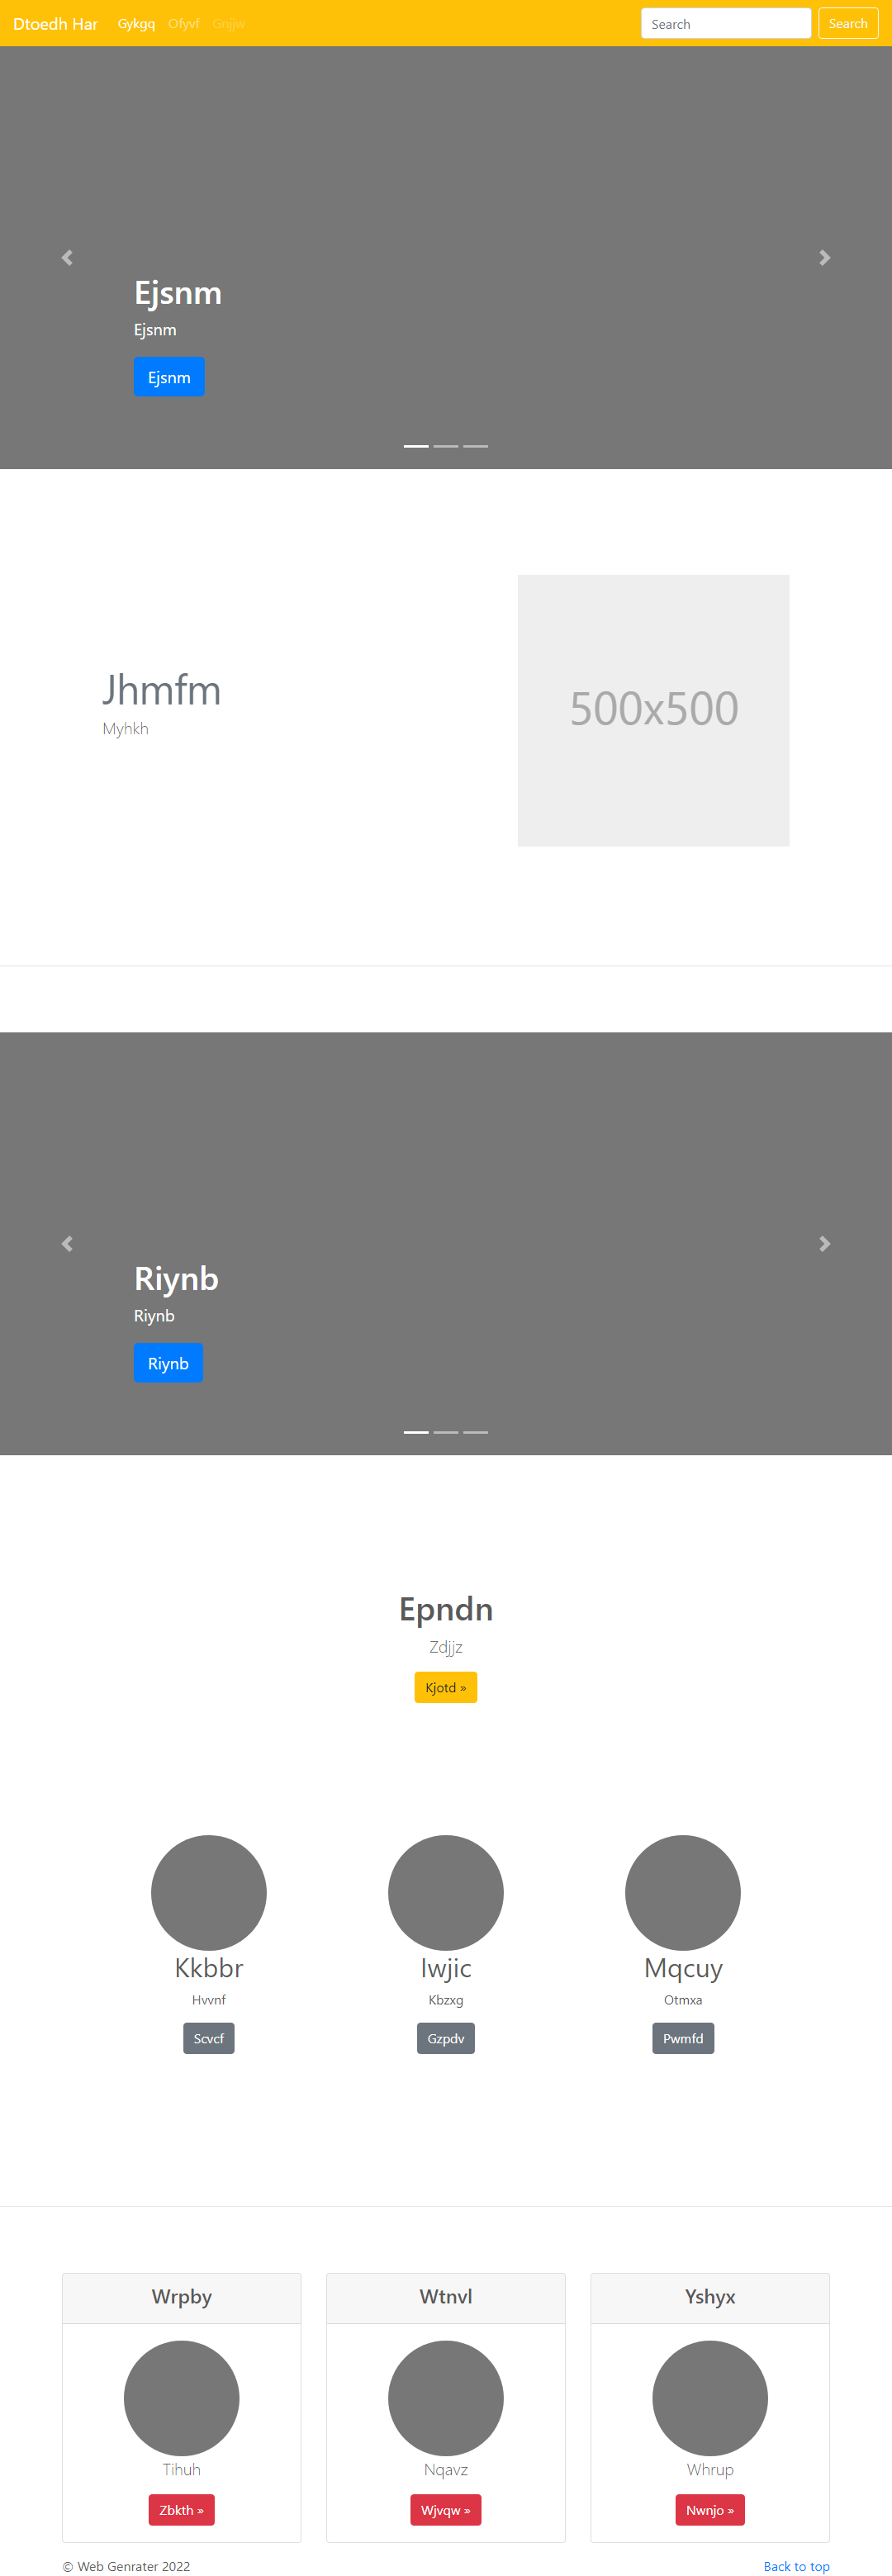 Dtoedh Har Gykgq Ofyvf Gnjjw Search Search
Ejsnm
Ejsnm
Ejsnm
Jhmfm
Myhkh
500x500
Riynb
Riynb
Riynb
Epndn
Zdjjz
Kjotd »
Kkbbr Iwjic Mqcuy
Hvvnf Kbzxg Otmxa
Scvcf Gzpdv Pwmfd
Wrpby Wtnvl Yshyx
Tihuh Nqavz Whrup
Zbkth » Wjvqw » Nwnjo »
© Web Genrater 2022 Back to top